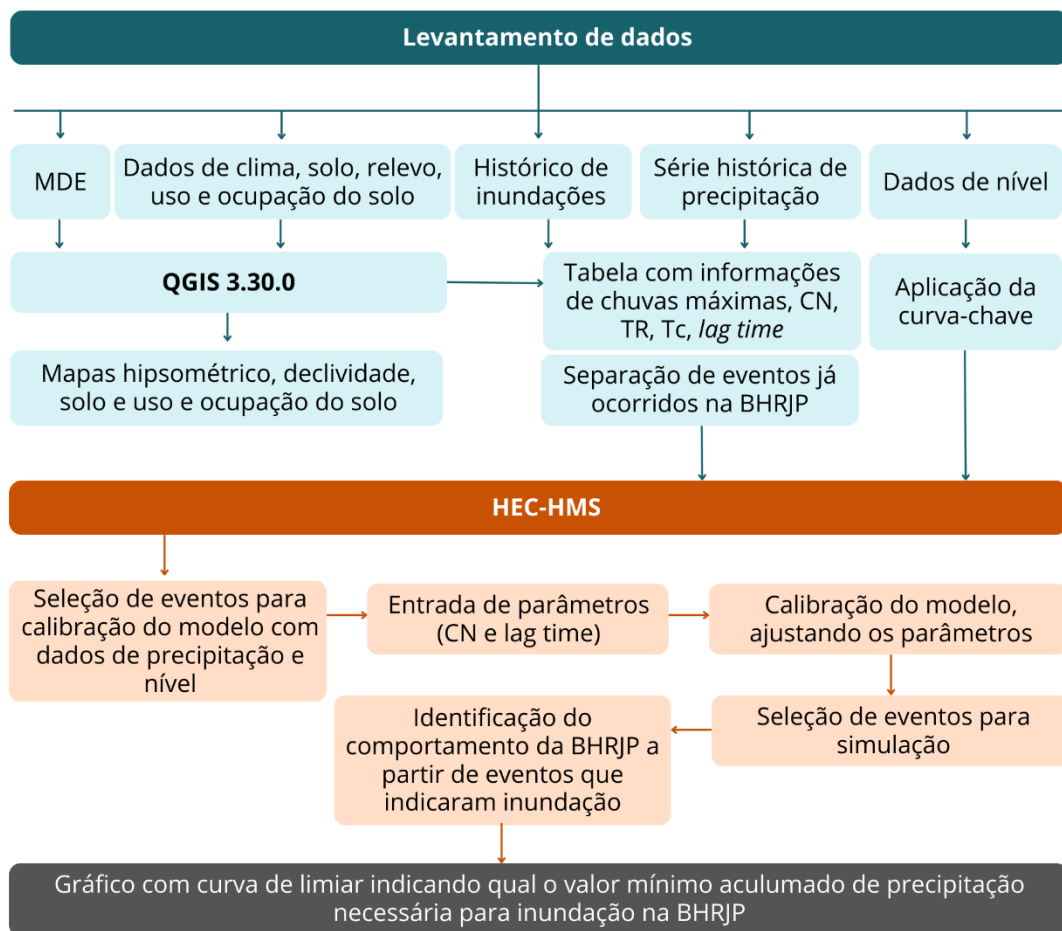 Levantamento de dados
MDE
Dados de clima, solo, relevo,
uso e ocupação do solo
Histórico de
inundações
Série histórica de
precipitação
Dados de nível
QGIS 3.30.0
Tabela com informações
de chuvas máximas, CN,
TR, Tc, lag time
Aplicação da
curva-chave
Mapas hipsométrico, declividade,
solo e uso e ocupação do solo
Separação de eventos já
ocorridos na BHRJP
HEC-HMS
Seleção de eventos para
calibração do modelo com
dados de precipitação e
nível
Entrada de parâmetros
(CN e lag time)
Calibração do modelo,
ajustando os parâmetros
Seleção de eventos para
simulação
Identificação do
comportamento da BHRJP a
partir de eventos que
indicaram inundação
Gráfico com curva de limiar indicando qual o valor mínimo aculumado de precipitação
necessária para inundação na BHRJP